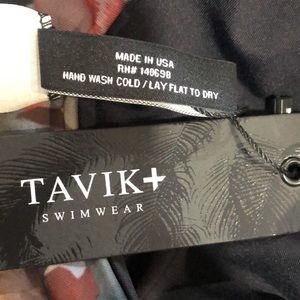 MADE IN USA
RN# 140698
HAND WASH COLD / LAY FLAT TO DRY
TAVIK+
SWIMWEAR